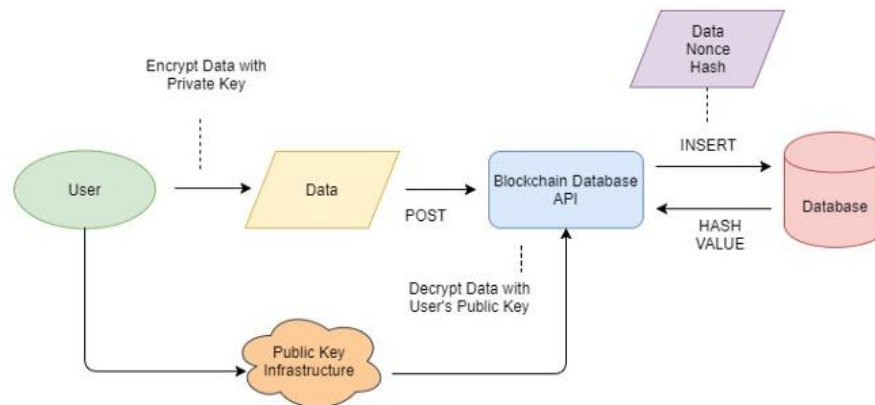 Data
Nonce
Hash
Encrypt Data with
Private Key
INSERT
User
Data
POST
Blockchain Database
API
Database
HASH
VALUE
Decrypt Data with
User's Public Key
Public Key
Infrastructure